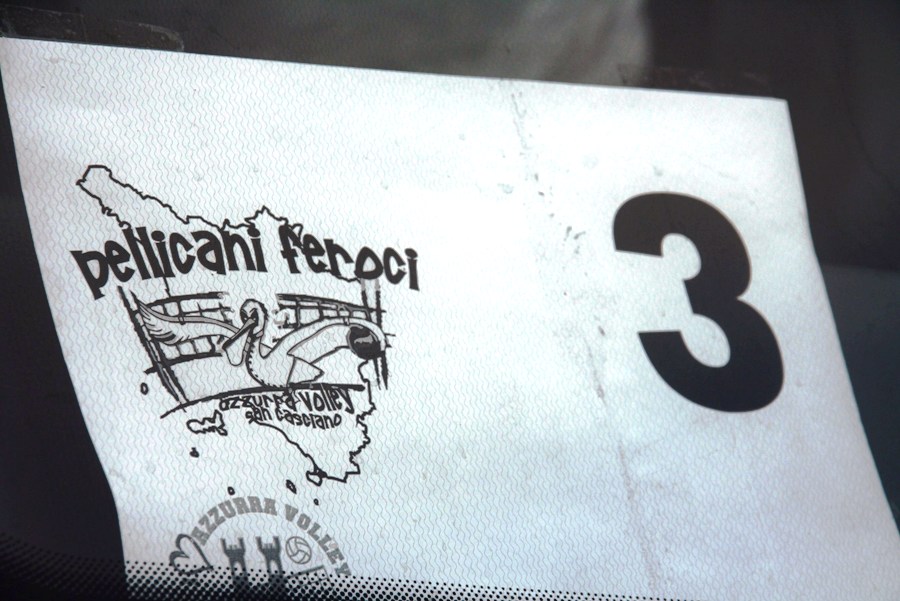 pellicani feroci
azzurra volley
san casciano
AZZURRA VOLLEY
3